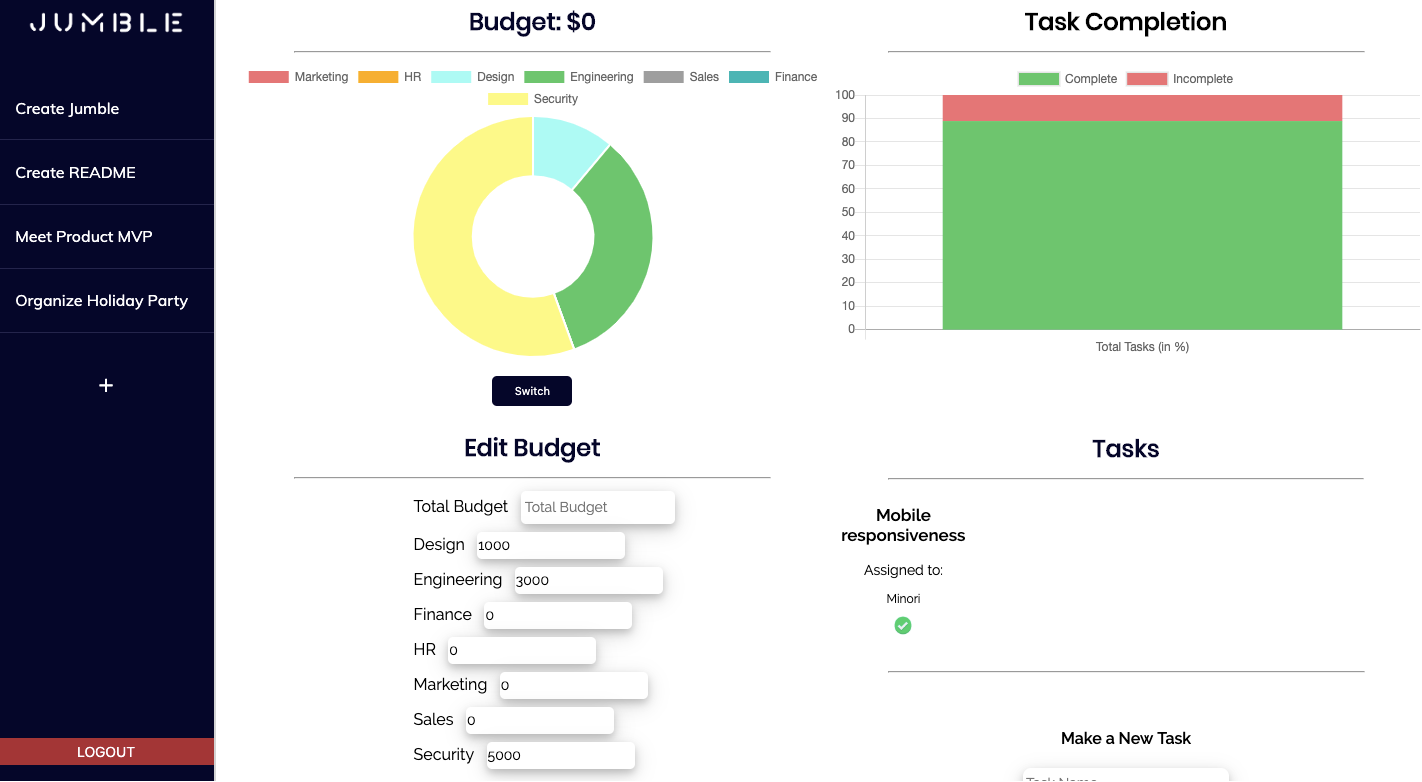 JUMBLE
Create Jumble
Create README
Meet Product MVP
Organize Holiday Party
+
LOGOUT
Budget: $0
Marketing HR Design Engineering Sales Finance
Security
Switch
Edit Budget
Total Budget Total Budget
Design 1000
Engineering 3000
Finance 0
HR 0
Marketing 0
Sales 0
Security 5000
Task Completion
Complete Incomplete
100
90
80
70
60
50
40
30
20
10
0
Total Tasks (in %)
Tasks
Mobile
responsiveness
Assigned to:
Minori
Make a New Task
Task Name